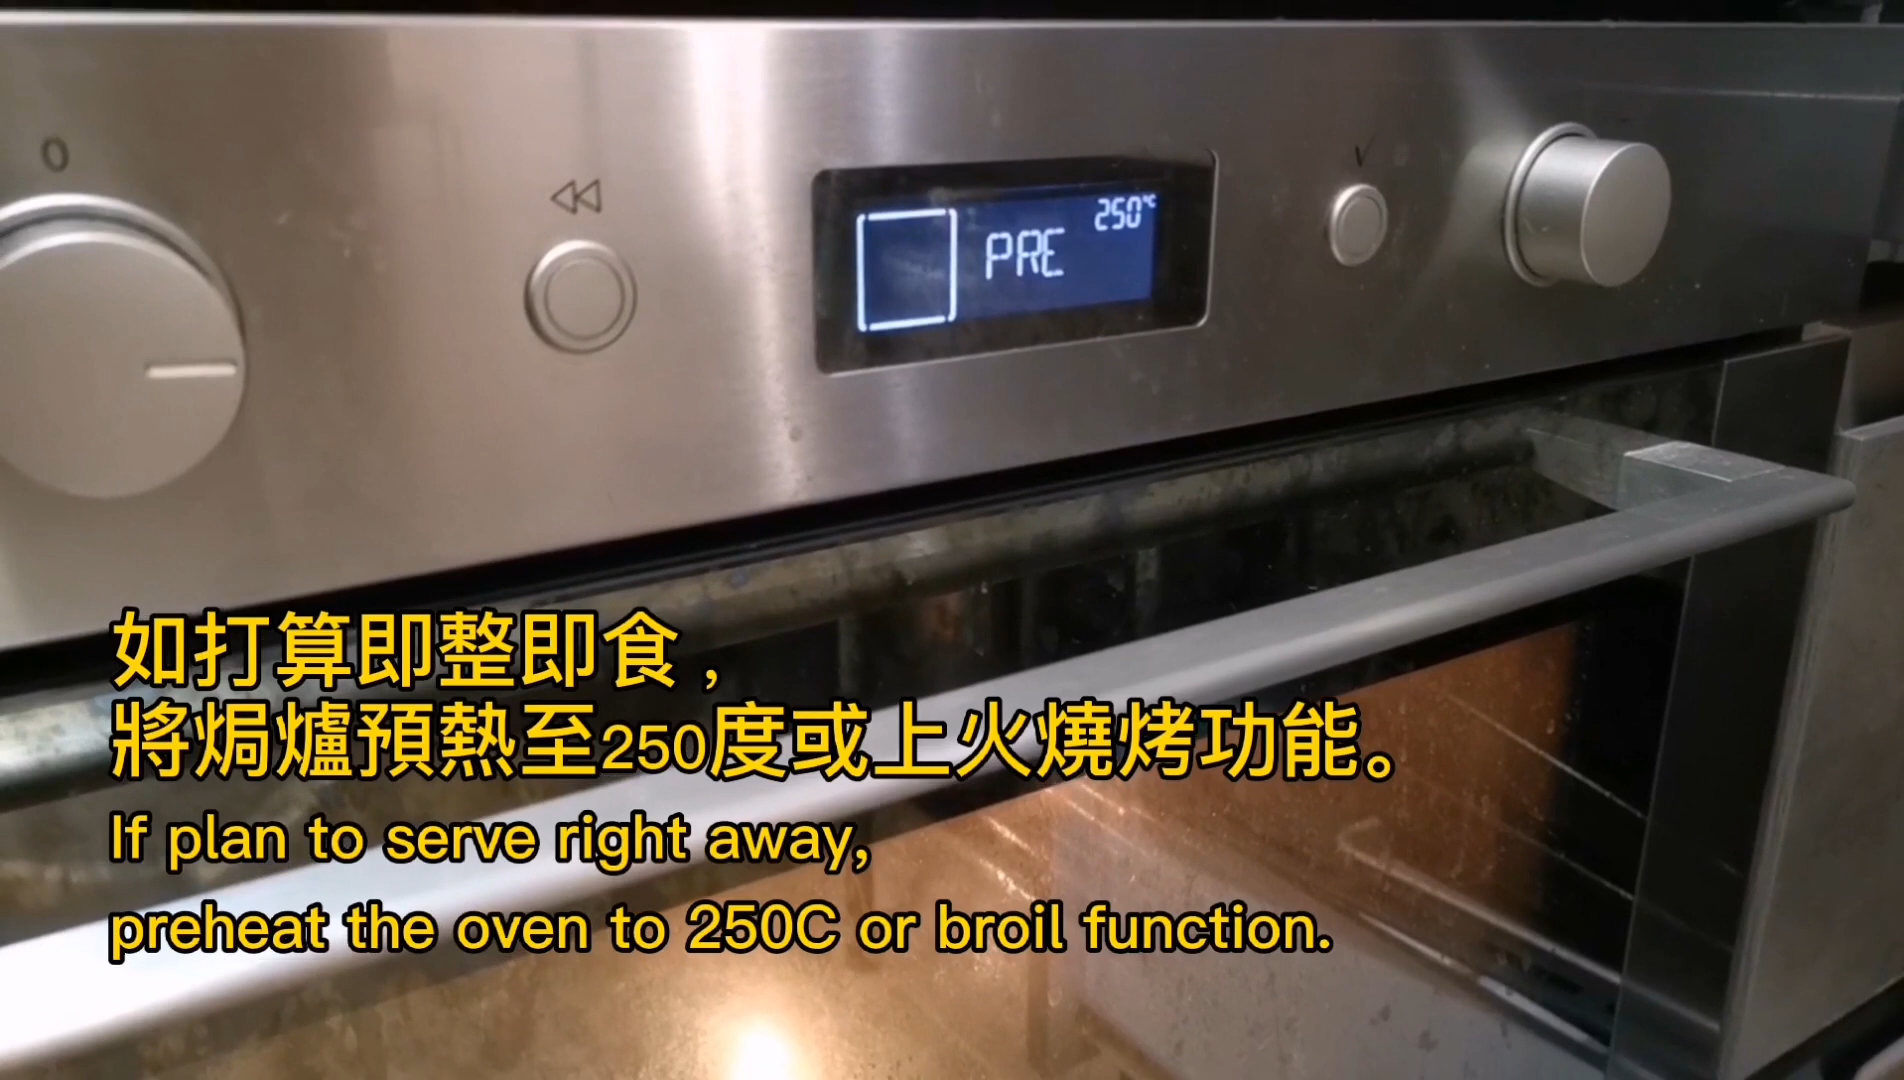 0
√
250°C
PRE
如打算即整即食，
將焗爐預熱至250度或上火燒烤功能。
If plan to serve right away,
preheat the oven to 250C or broil function.